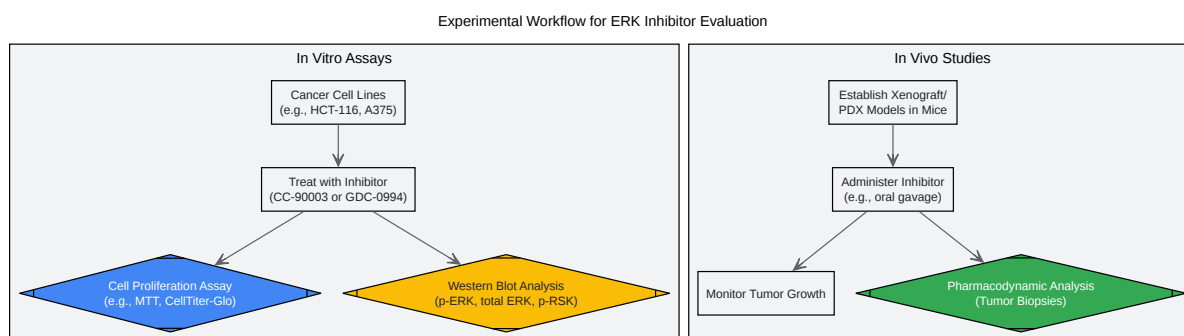 Experimental Workflow for ERK Inhibitor Evaluation
In Vitro Assays
Cancer Cell Lines
(e.g., HCT-116, A375)
Treat with Inhibitor
(CC-90003 or GDC-0994)
Cell Proliferation Assay
(e.g., MTT, CellTiter-Glo)
Western Blot Analysis
(p-ERK, total ERK, p-RSK)
In Vivo Studies
Establish Xenograft/
PDX Models in Mice
Administer Inhibitor
(e.g., oral gavage)
Monitor Tumor Growth
Pharmacodynamic Analysis
(Tumor Biopsies)